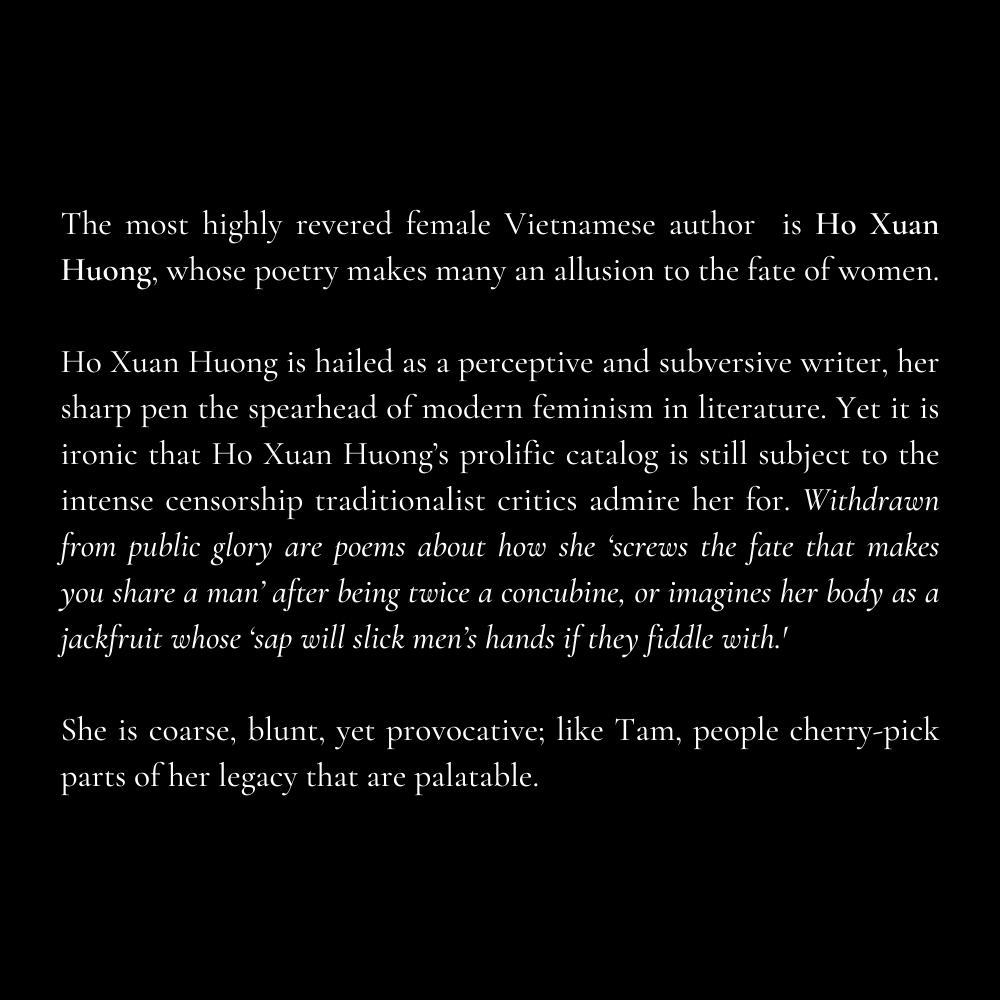 The most highly revered female Vietnamese author is Ho Xuan
Huong, whose poetry makes many an allusion to the fate of women.
Ho Xuan Huong is hailed as a perceptive and subversive writer, her
sharp pen the spearhead of modern feminism in literature. Yet it is
ironic that Ho Xuan Huong’s prolific catalog is still subject to the
intense censorship traditionalist critics admire her for. Withdrawn
from public glory are poems about how she ‘screws the fate that makes
you share a man’ after being twice a concubine, or imagines her body as a
jackfruit whose ‘sap will slick men’s hands if they fiddle with.'
She is coarse, blunt, yet provocative; like Tam, people cherry-pick
parts of her legacy that are palatable.